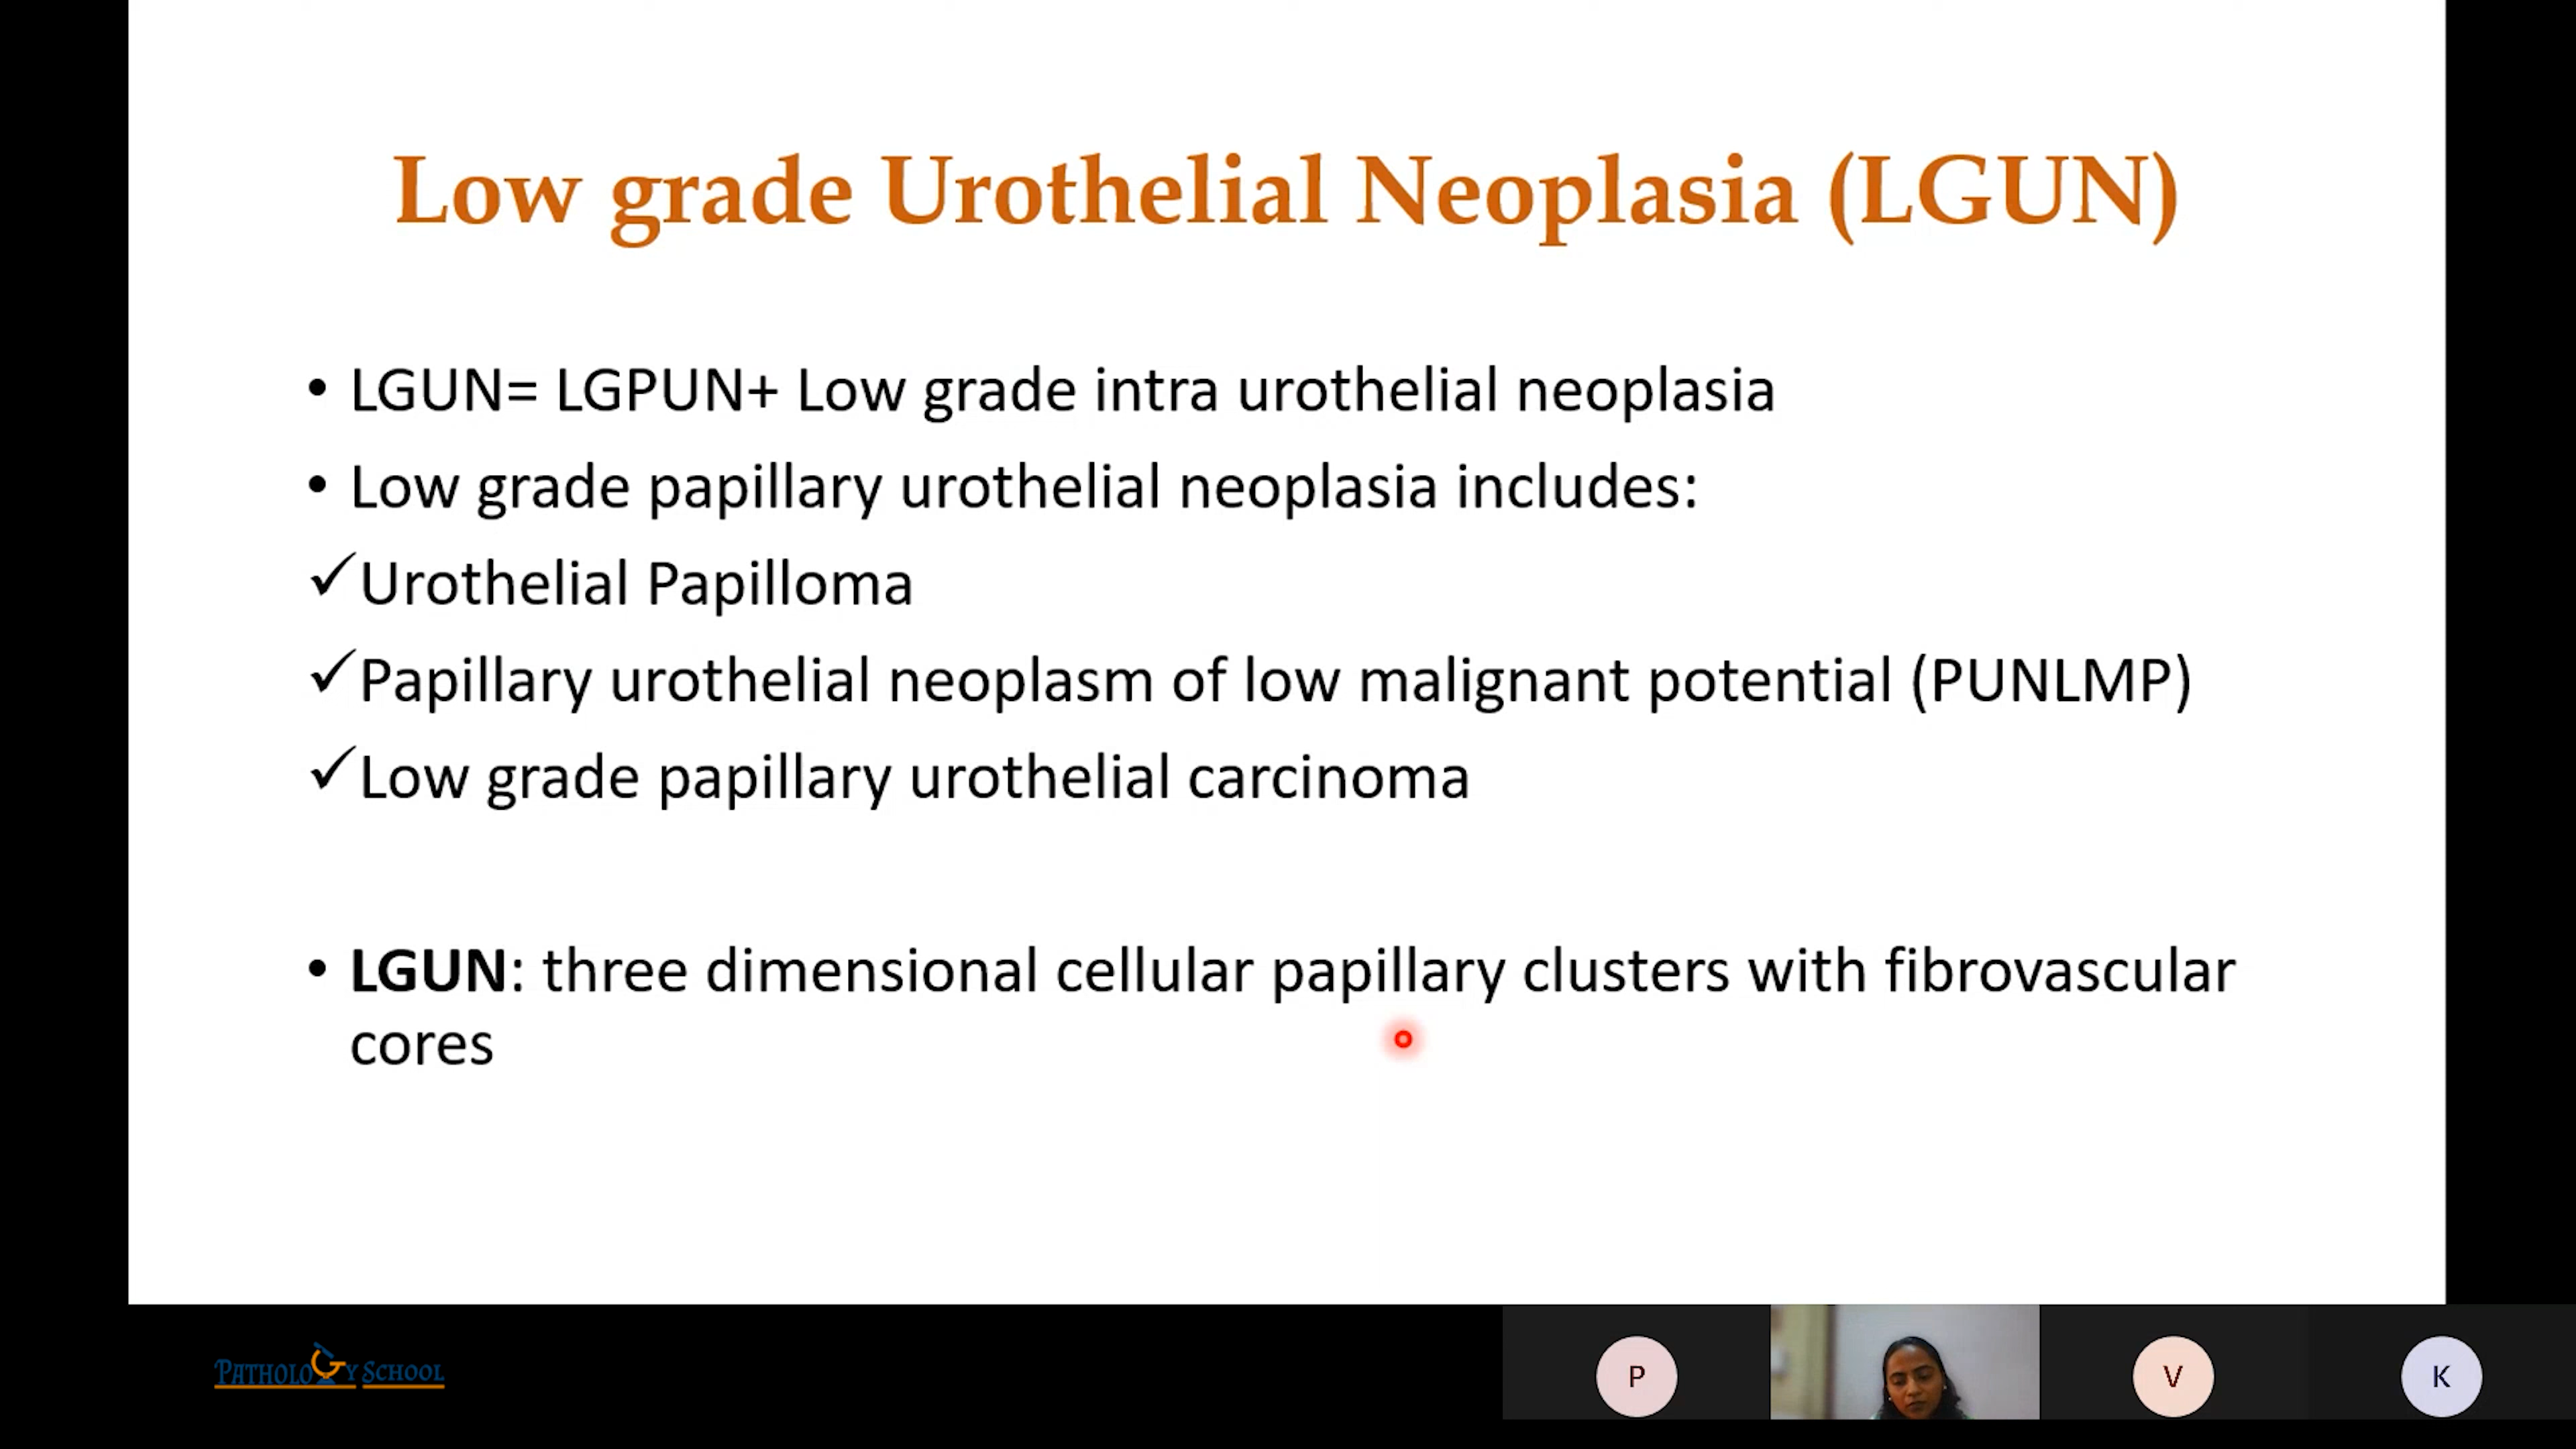 Low grade Urothelial Neoplasia (LGUN)
• LGUN= LGPUN+ Low grade intra urothelial neoplasia
• Low grade papillary urothelial neoplasia includes:
✓Urothelial Papilloma
✓Papillary urothelial neoplasm of low malignant potential (PUNLMP)
✓Low grade papillary urothelial carcinoma
• LGUN: three dimensional cellular papillary clusters with fibrovascular
cores
PATHOLOGY SCHOOL
P
V
K